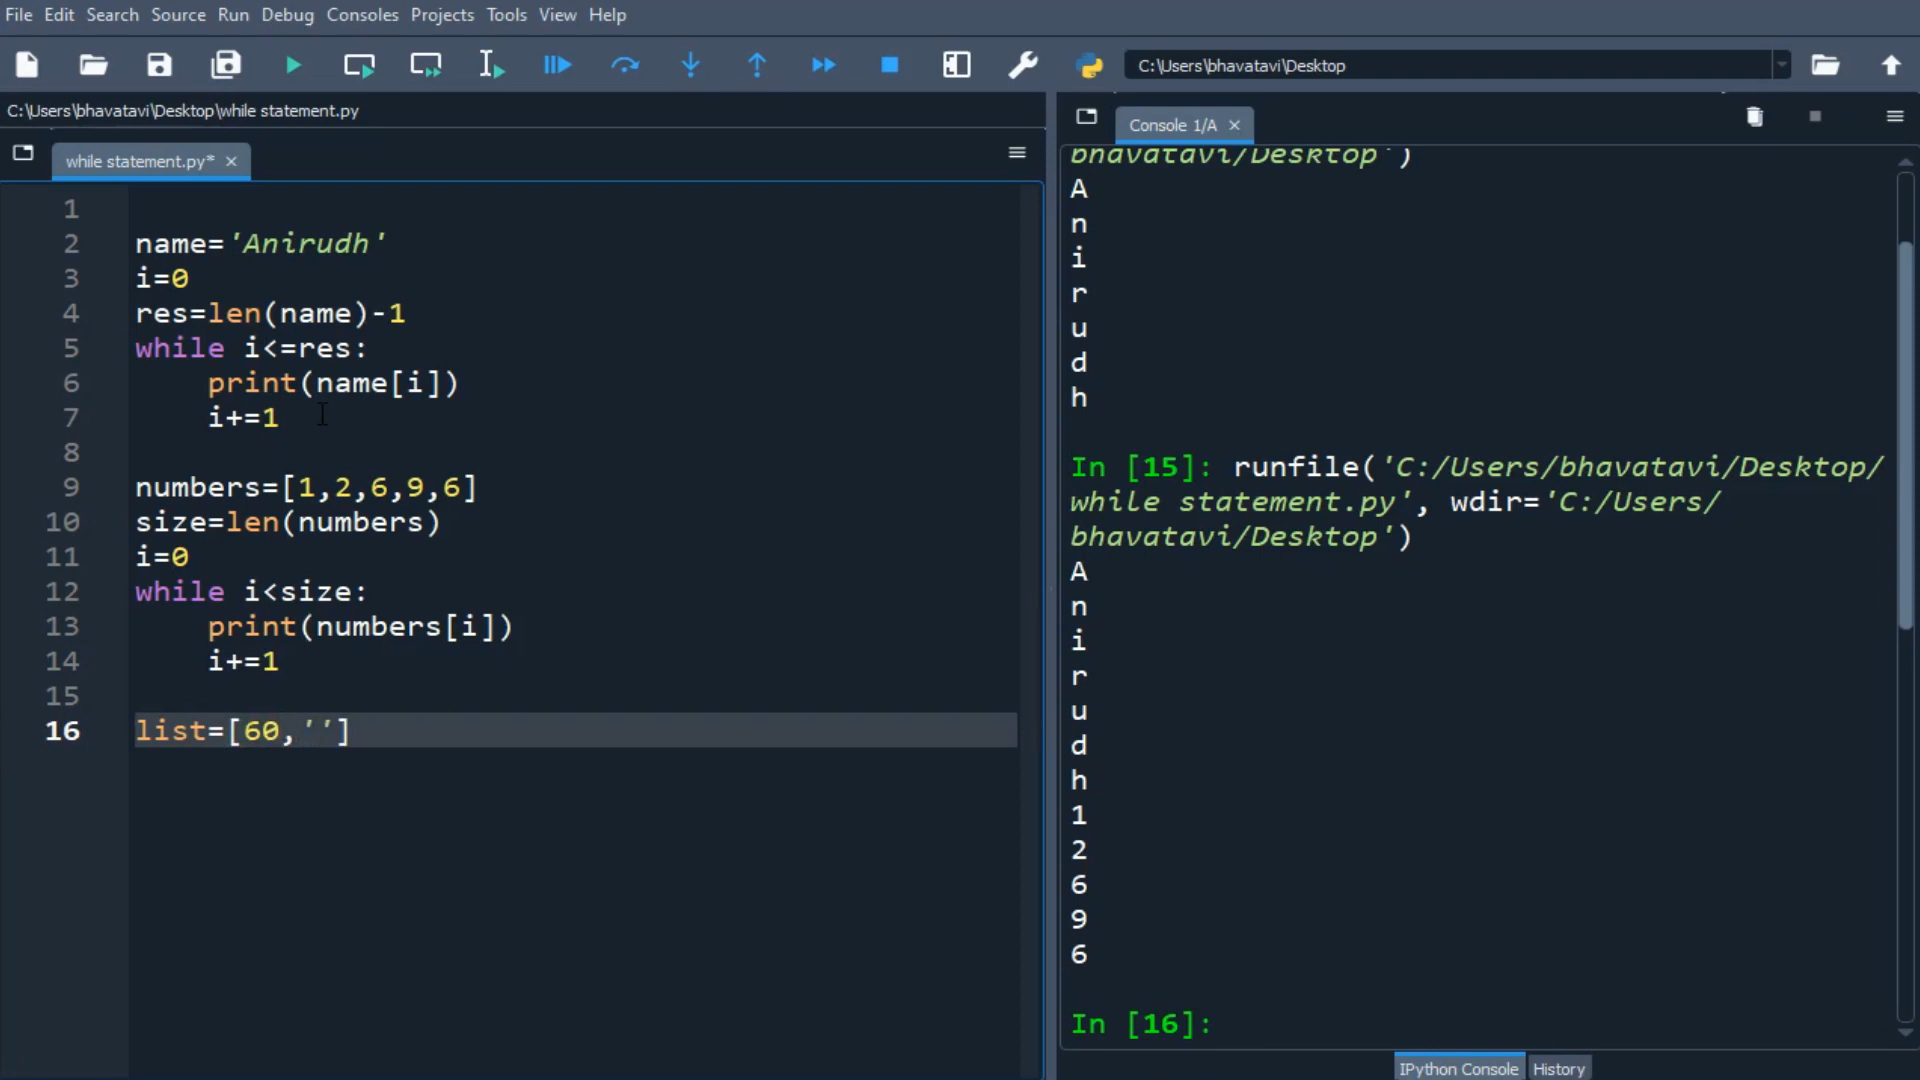 File Edit Search Source Run Debug Consoles Projects Tools View Help
C:\Users\bhavatavi\Desktop
C:\Users\bhavatavi\Desktop\while statement.py
while statement.py*
1
2 name='Anirudh'
3 i=0
4 res=len(name)-1
5 while i<=res:
6     print(name[i])
7     i+=1
8
9 numbers=[1,2,6,9,6]
10 size=len(numbers)
11 i=0
12 while i<size:
13     print(numbers[i])
14     i+=1
15
16 list=[60,'']
Console 1/A
bhavatavi/Desktop')
A
n
i
r
u
d
h
In [15]: runfile('C:/Users/bhavatavi/Desktop/
while statement.py', wdir='C:/Users/
bhavatavi/Desktop')
A
n
i
r
u
d
h
1
2
6
9
6
In [16]:
IPython Console History